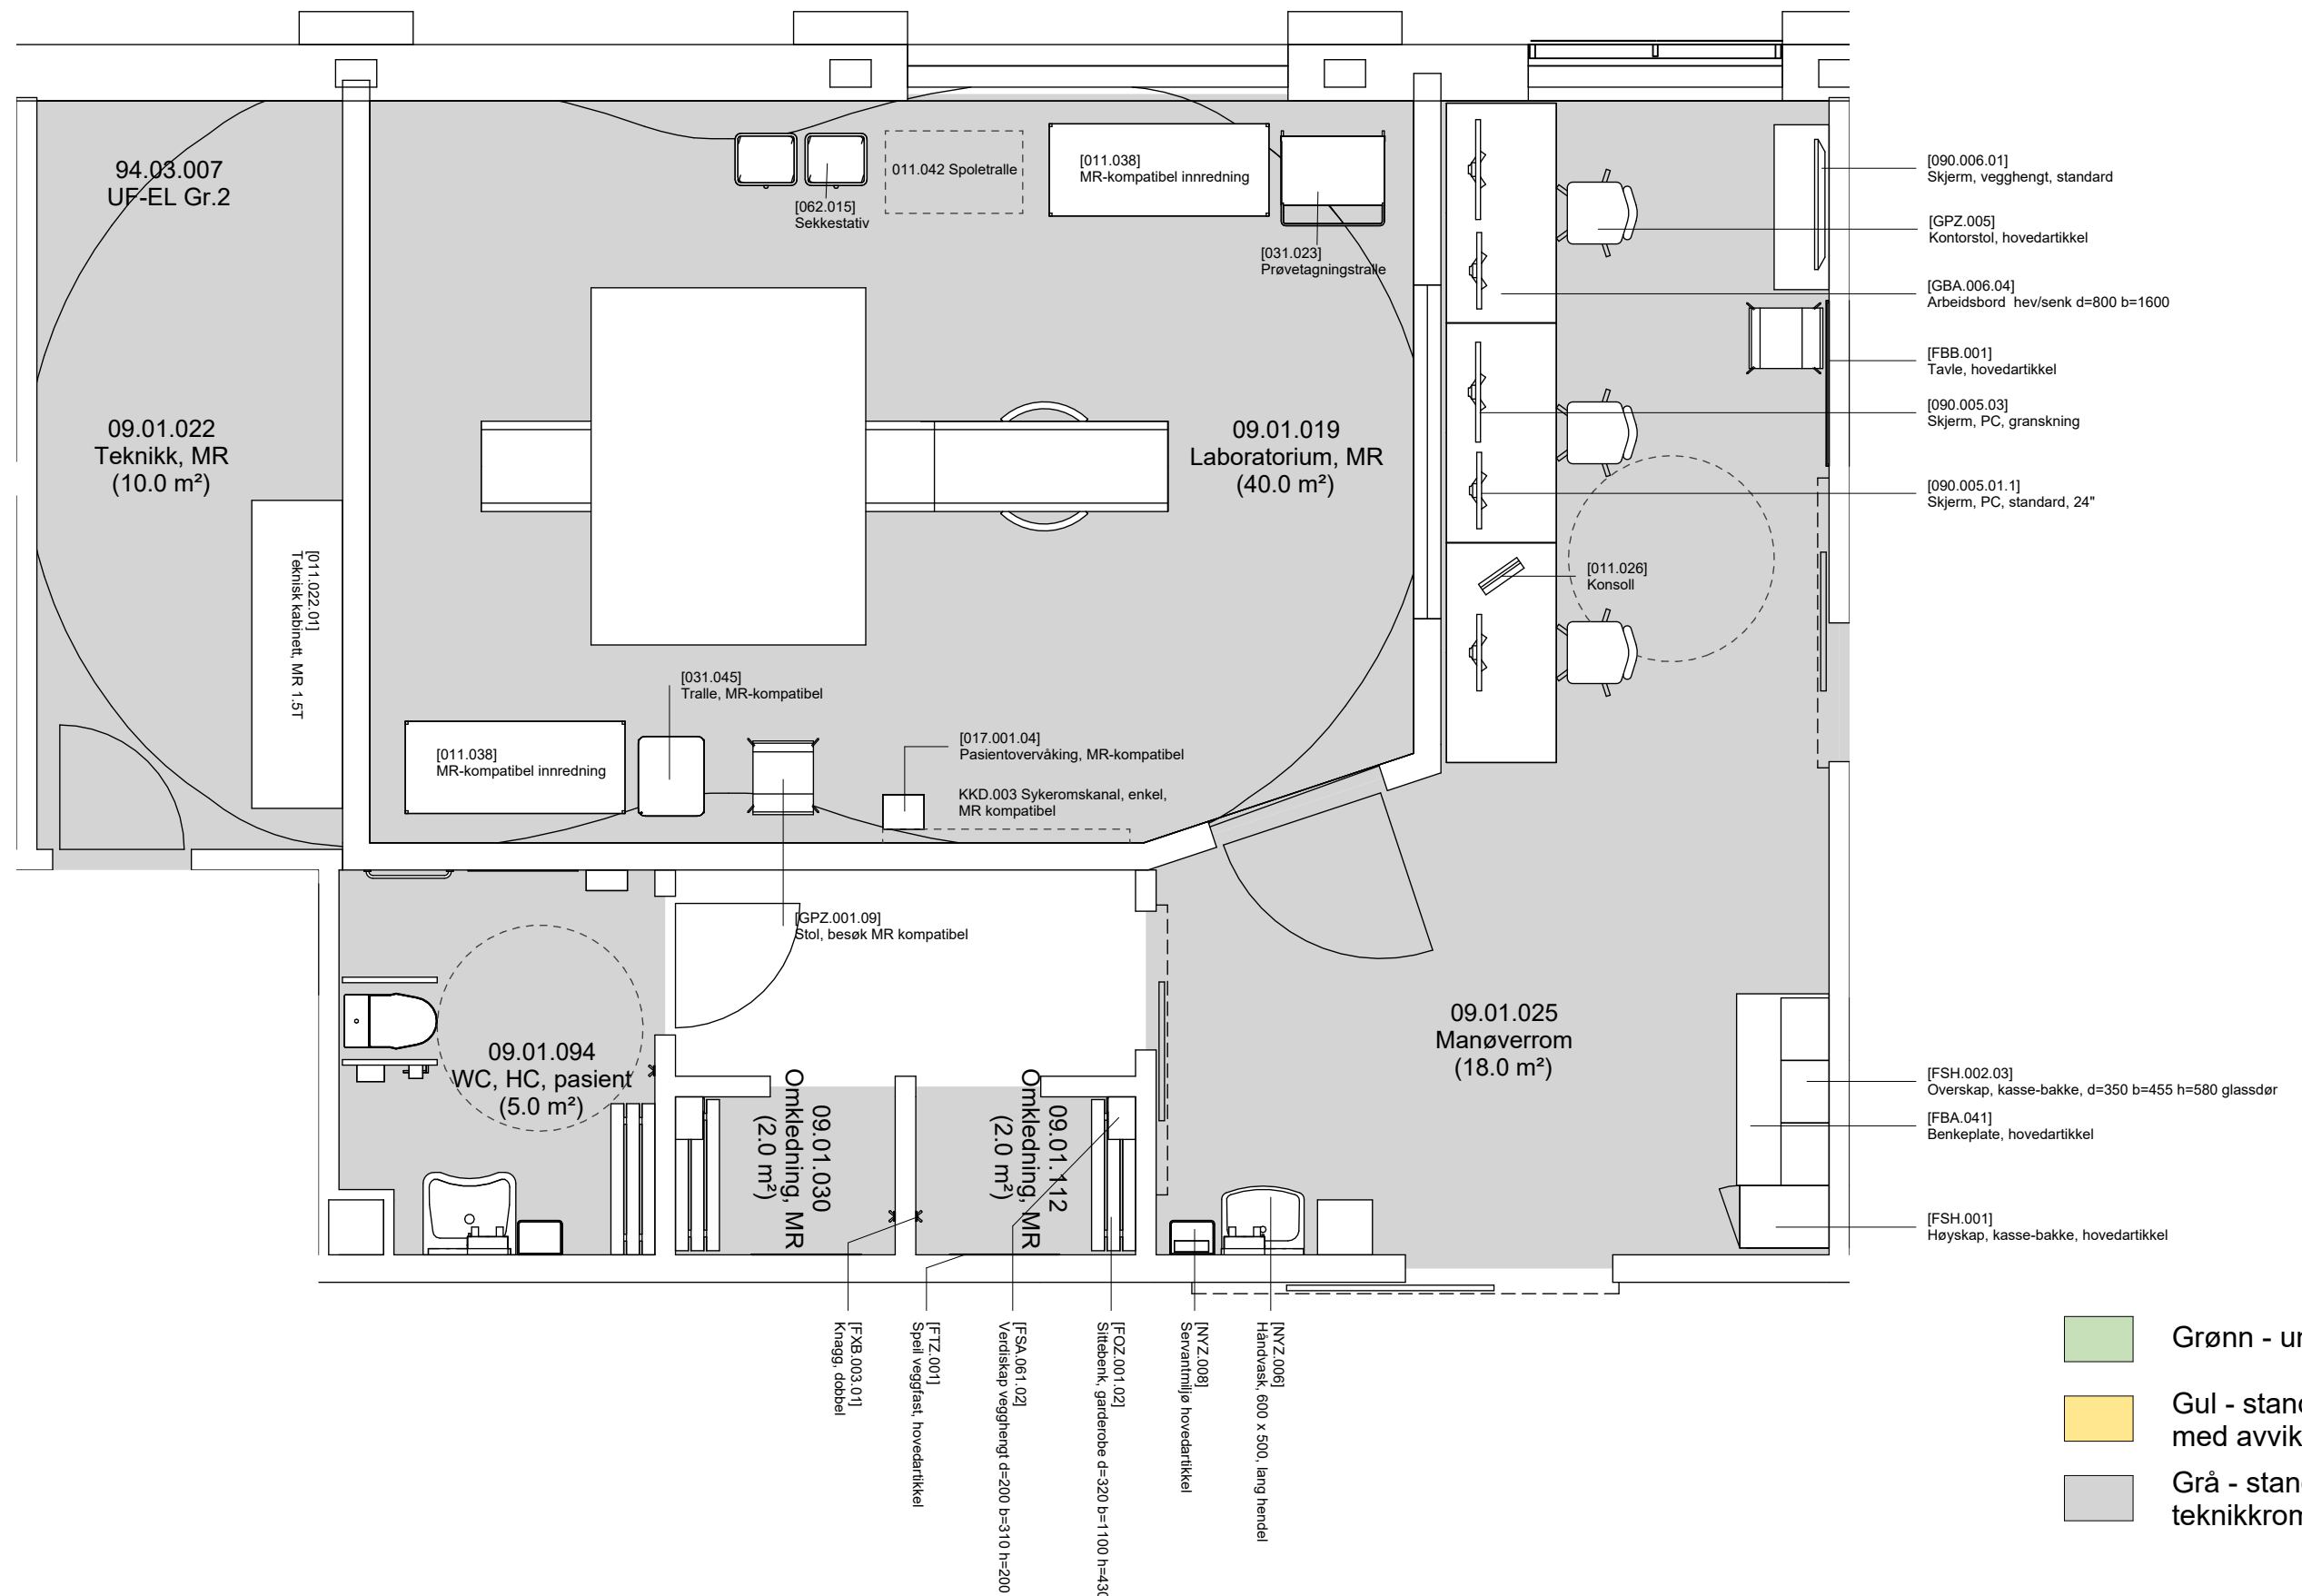 94.03.007
UF-EL Gr.2
09.01.022
Teknikk, MR
(10.0 m²)
[011.022.01]
Teknisk kabinett, MR 1.5T
[062.015]
Sekkestativ
011.042 Spoletralle
[011.038]
MR-kompatibel innredning
[031.023]
Prøvetagningstralle
09.01.019
Laboratorium, MR
(40.0 m²)
[031.045]
Tralle, MR-kompatibel
[011.038]
MR-kompatibel innredning
[017.001.04]
Pasientovervåking, MR-kompatibel
KKD.003 Sykeromskanal, enkel,
MR kompatibel
[GPZ.001.09]
Stol, besøk MR kompatibel
[011.026]
Konsoll
[090.006.01]
Skjerm, vegghengt, standard
[GPZ.005]
Kontorstol, hovedartikkel
[GBA.006.04]
Arbeidsbord hev/senk d=800 b=1600
[FBB.001]
Tavle, hovedartikkel
[090.005.03]
Skjerm, PC, granskning
[090.005.01.1]
Skjerm, PC, standard, 24"
09.01.094
WC, HC, pasient
(5.0 m²)
09.01.030
Omkledning, MR
(2.0 m²)
09.01.112
Omkledning, MR
(2.0 m²)
09.01.025
Manøverrom
(18.0 m²)
[FSH.002.03]
Overskap, kasse-bakke, d=350 b=455 h=580 glassdør
[FBA.041]
Benkeplate, hovedartikkel
[FSH.001]
Høyskap, kasse-bakke, hovedartikkel
[FXB.003.01]
Knagg, dobbel
[FTZ.001]
Speil veggfast, hovedartikkel
[FSA.061.02]
Verdiskap vegghengt d=200 b=310 h=200
[FOZ.001.02]
Sittebenk, garderobe d=320 b=1100 h=430
[NYZ.008]
Servantmiljø hovedartikkel
[NYZ.006]
Håndvask, 600 x 500, lang hendel
Grønn -
Gul -
med avvik
Grå -